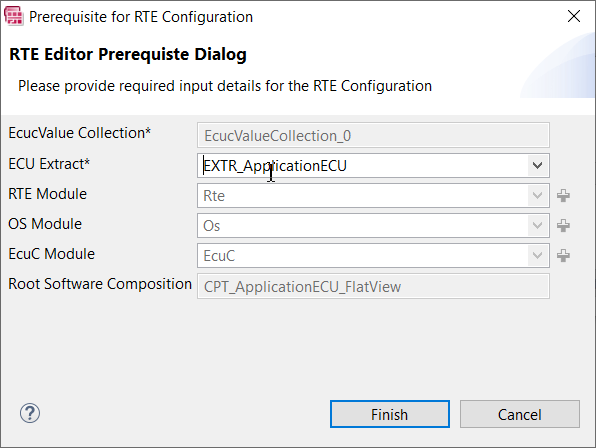 Prerequisite for RTE Configuration
RTE Editor Prerequiste Dialog
Please provide required input details for the RTE Configuration
EcucValue Collection* EcucValueCollection_0
ECU Extract* EXTR_ApplicationECU
RTE Module Rte
OS Module Os
EcuC Module EcuC
Root Software Composition CPT_ApplicationECU_FlatView
? Finish Cancel